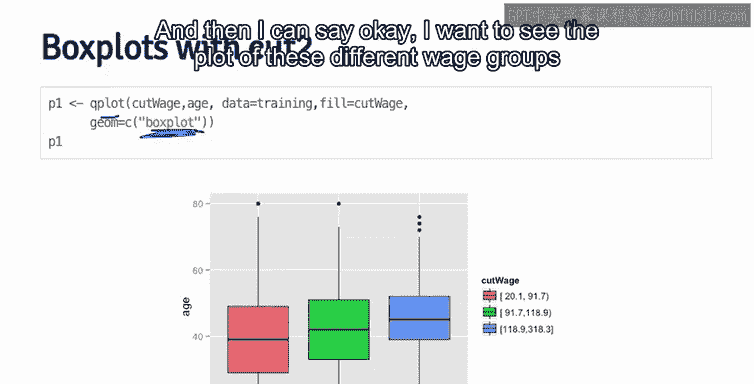 And then I can say okay, I want to see the
plot of these different wage groups
Boxplots with cut2
p1 <- qplot(cutWage,age, data=training,fill=cutWage,
geom=c("boxplot"))
p1
80
60
40
age
cutWage
[ 20.1, 91.7)
[ 91.7,118.9)
[118.9,318.3]